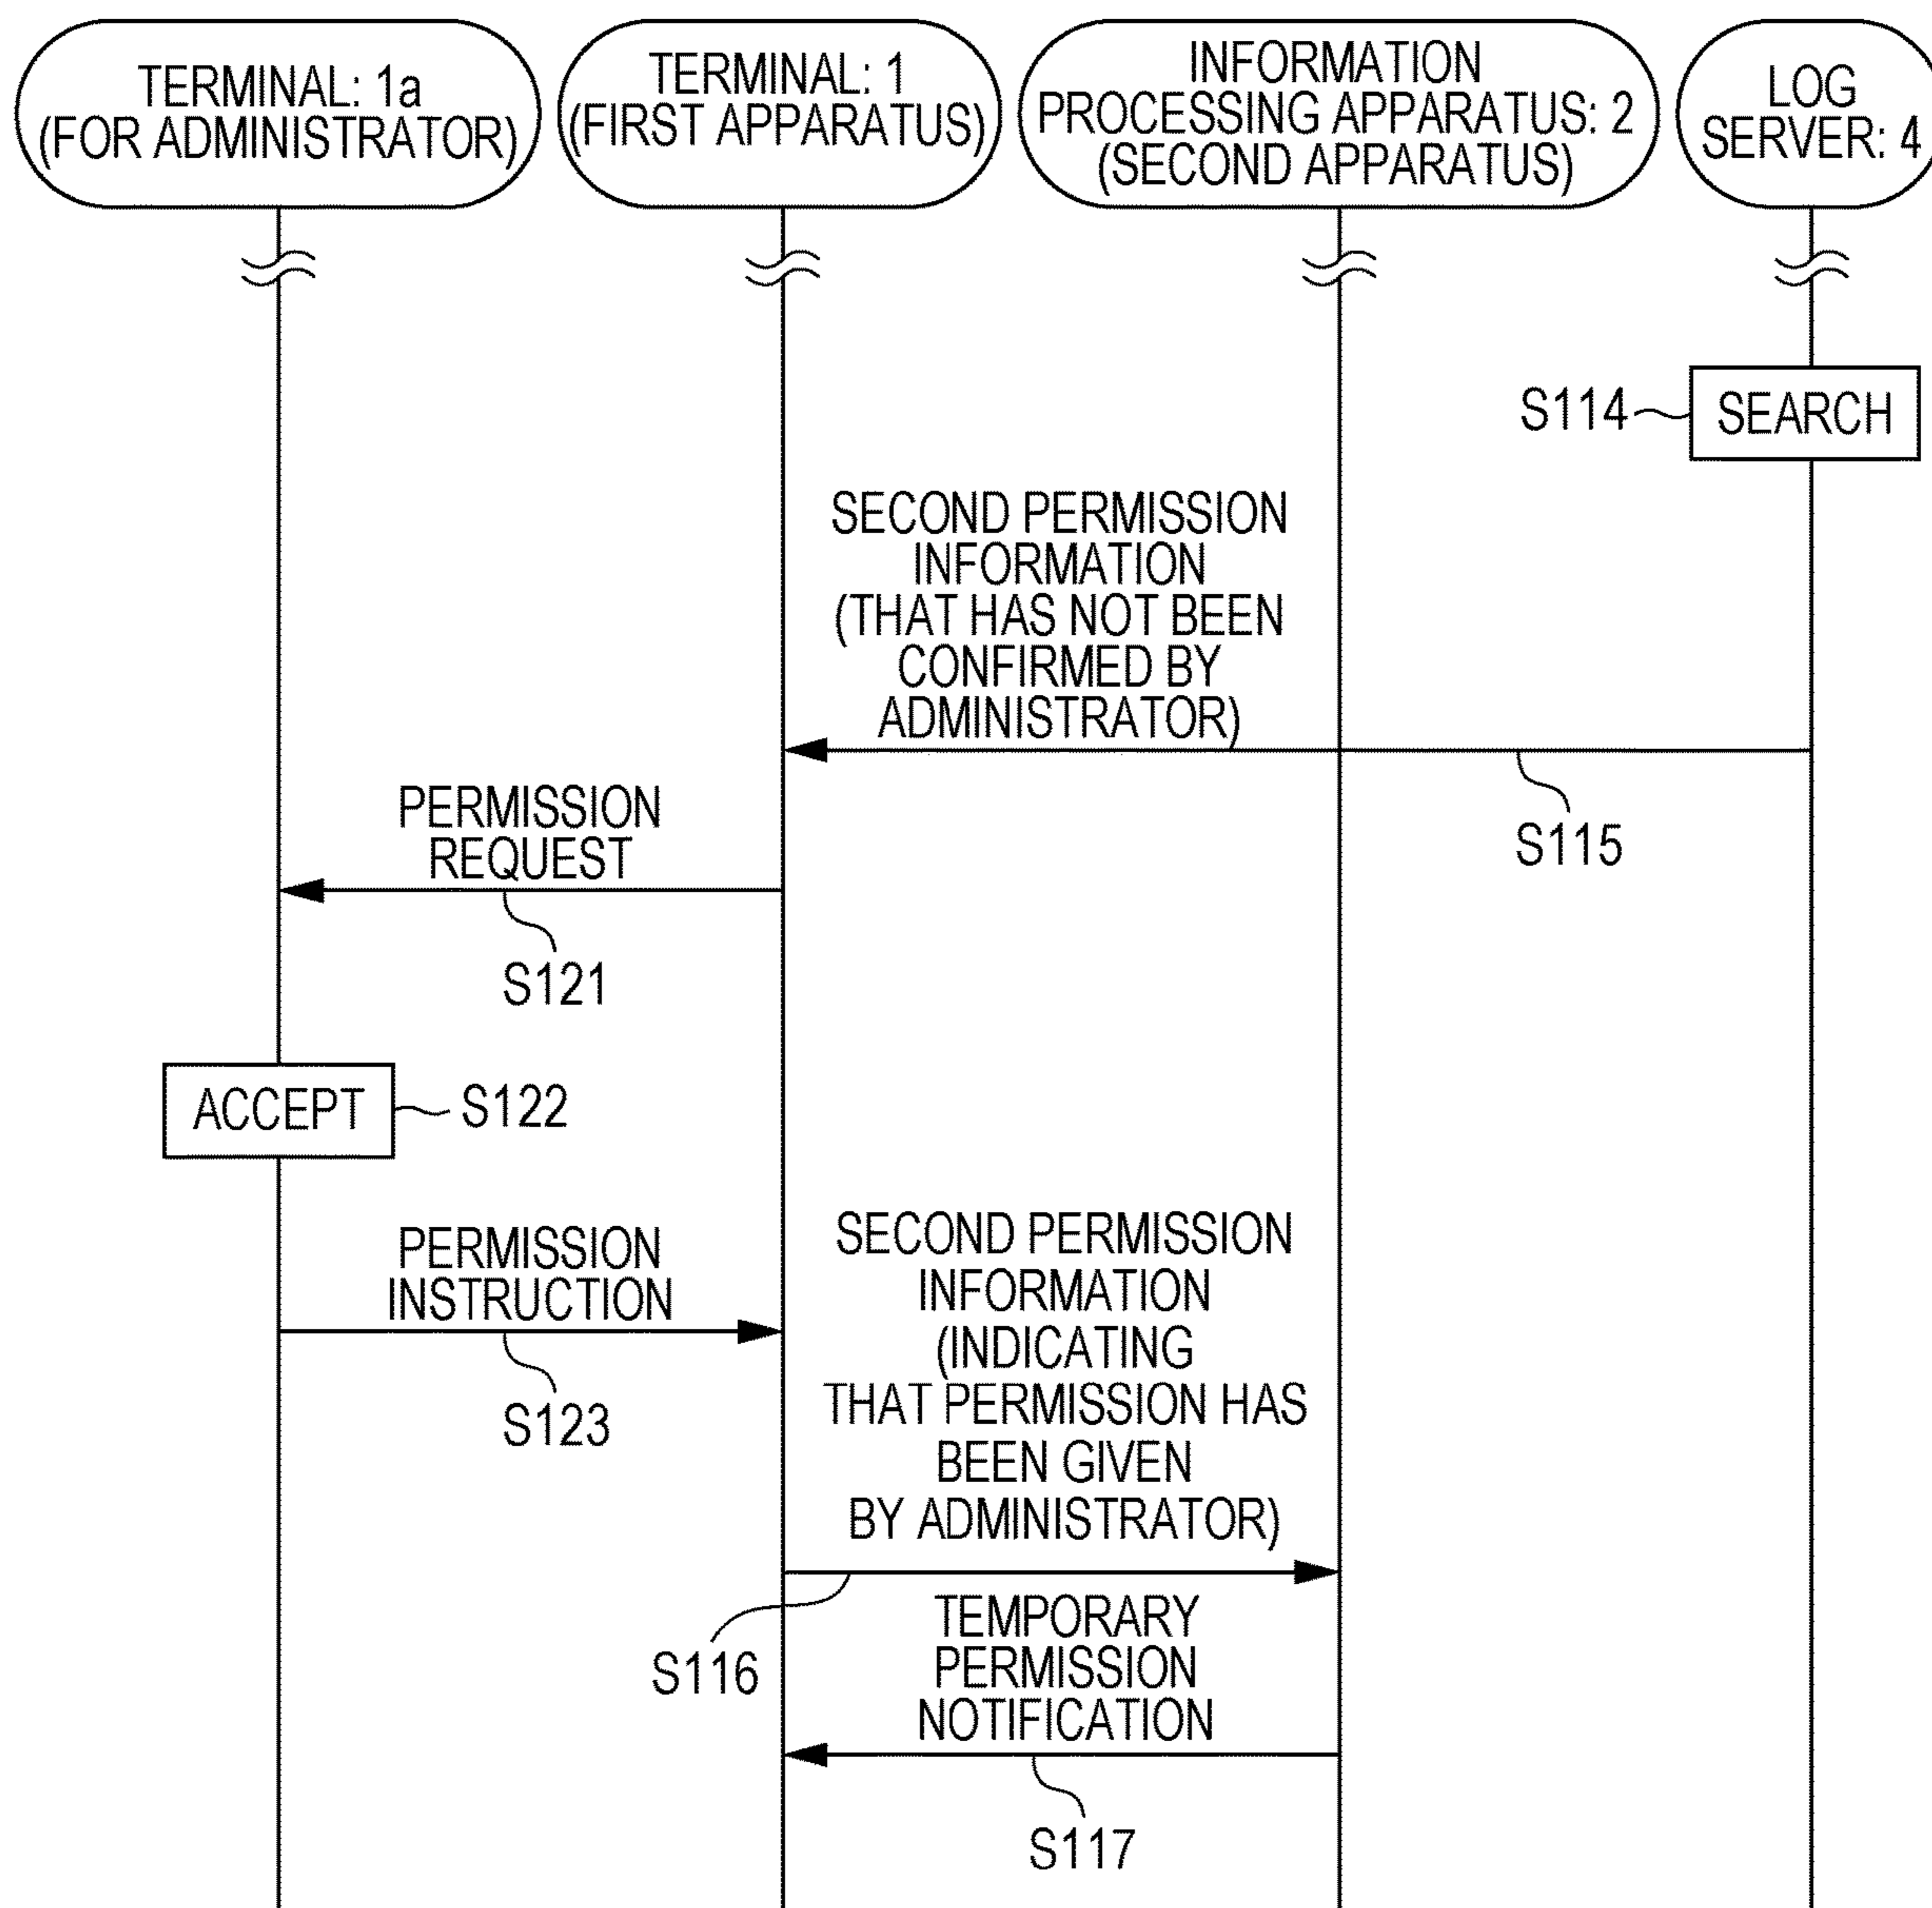 TERMINAL: 1a
(FOR ADMINISTRATOR)
TERMINAL: 1
(FIRST APPARATUS)
INFORMATION
PROCESSING APPARATUS: 2
(SECOND APPARATUS)
LOG
SERVER: 4
S114
SEARCH
SECOND PERMISSION
INFORMATION
(THAT HAS NOT BEEN
CONFIRMED BY
ADMINISTRATOR)
S115
PERMISSION
REQUEST
S121
ACCEPT
S122
PERMISSION
INSTRUCTION
S123
SECOND PERMISSION
INFORMATION
(INDICATING
THAT PERMISSION HAS
BEEN GIVEN
BY ADMINISTRATOR)
S116
TEMPORARY
PERMISSION
NOTIFICATION
S117